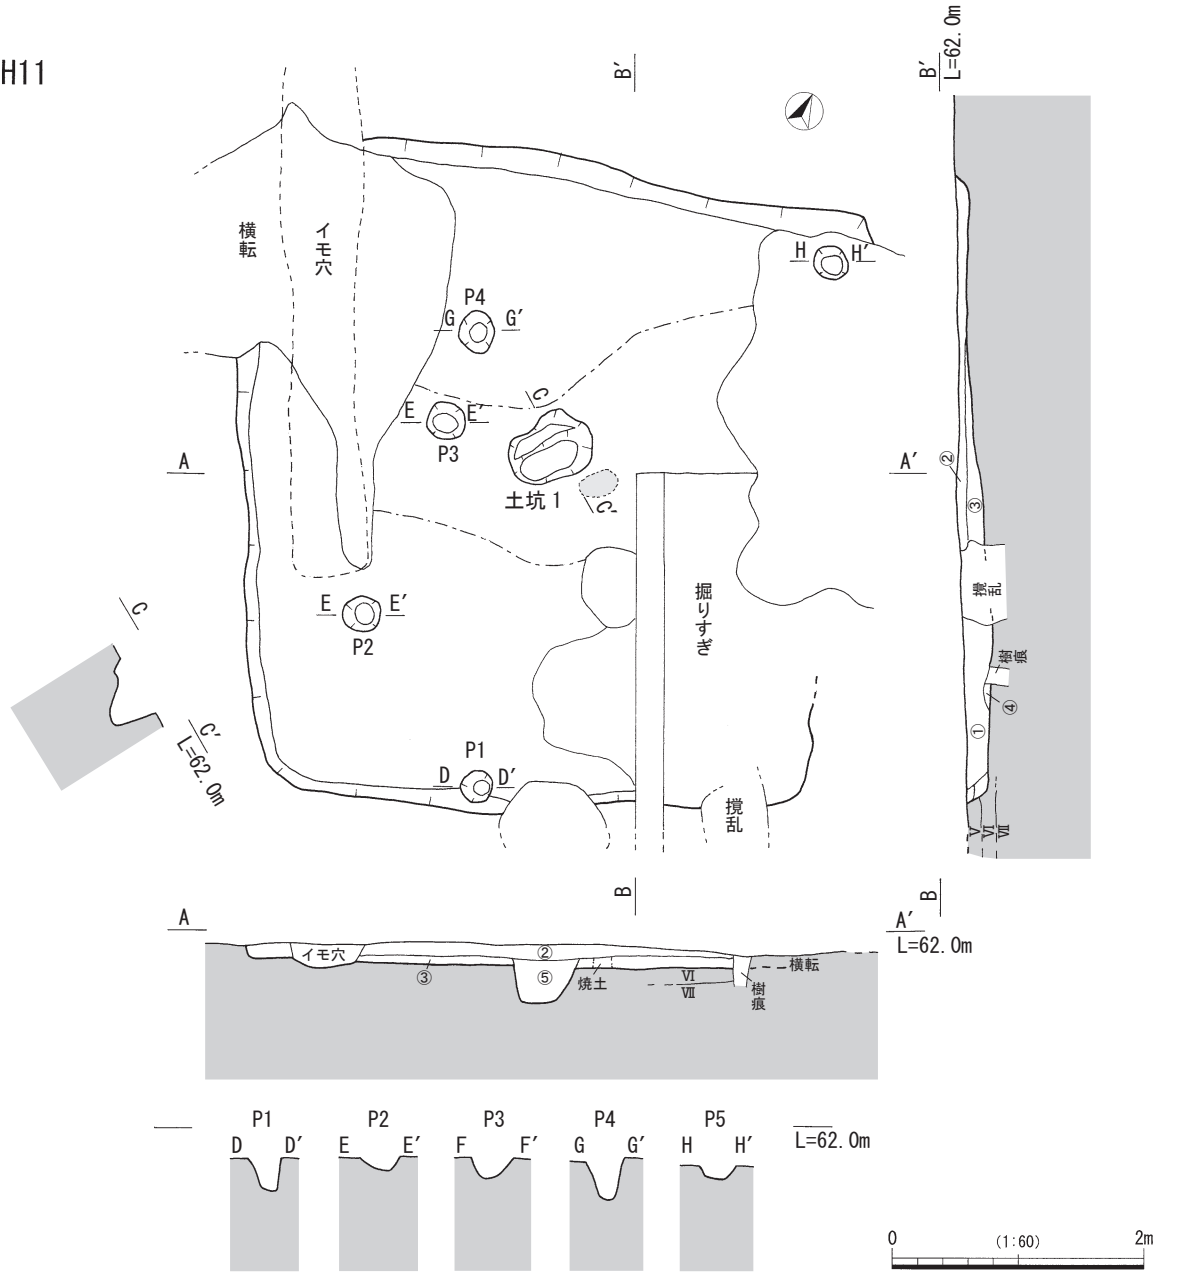 H11
B'
B'
L=62.0m
横転
イモ穴
H
H'
P4
G
G'
C
E
E'
P3
A
A'
土坑1
C'
②
③
掘りすぎ
撹乱
C
E
E'
P2
樹痕
④
①
C'
L=62.0m
P1
D
D'
撹乱
Ⅴ
Ⅵ
Ⅶ
B
B
A
A'
L=62.0m
イモ穴
②
③
⑤
焼土
Ⅵ
Ⅶ
横転
樹痕
P1
P2
P3
P4
P5
D
D'
E
E'
F
F'
G
G'
H
H'
L=62.0m
0
(1:60)
2m